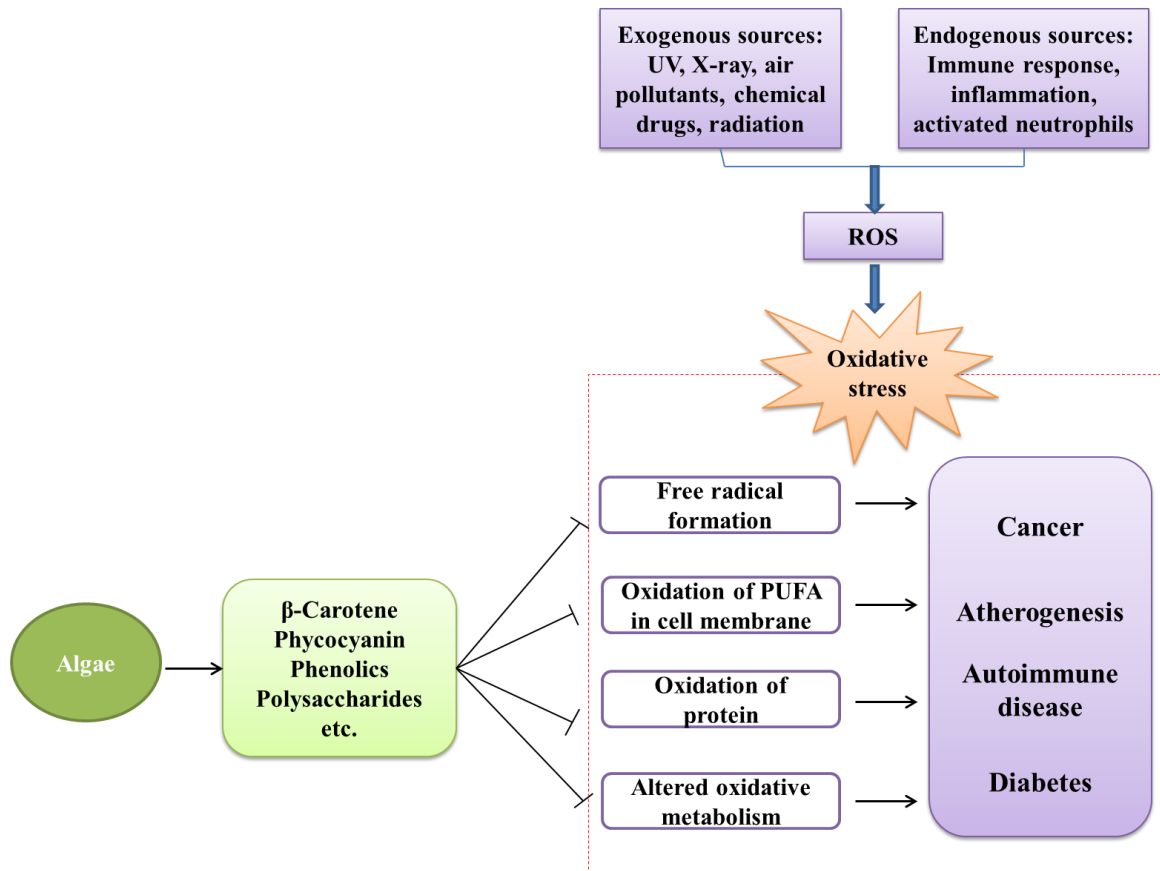 Exogenous sources:
UV, X-ray, air
pollutants, chemical
drugs, radiation
Endogenous sources:
Immune response,
inflammation,
activated neutrophils
ROS
Oxidative
stress
Free radical
formation
Oxidation of PUFA
in cell membrane
Oxidation of
protein
Altered oxidative
metabolism
Cancer
Atherogenesis
Autoimmune
disease
Diabetes
Algae
β-Carotene
Phycocyanin
Phenolics
Polysaccharides
etc.